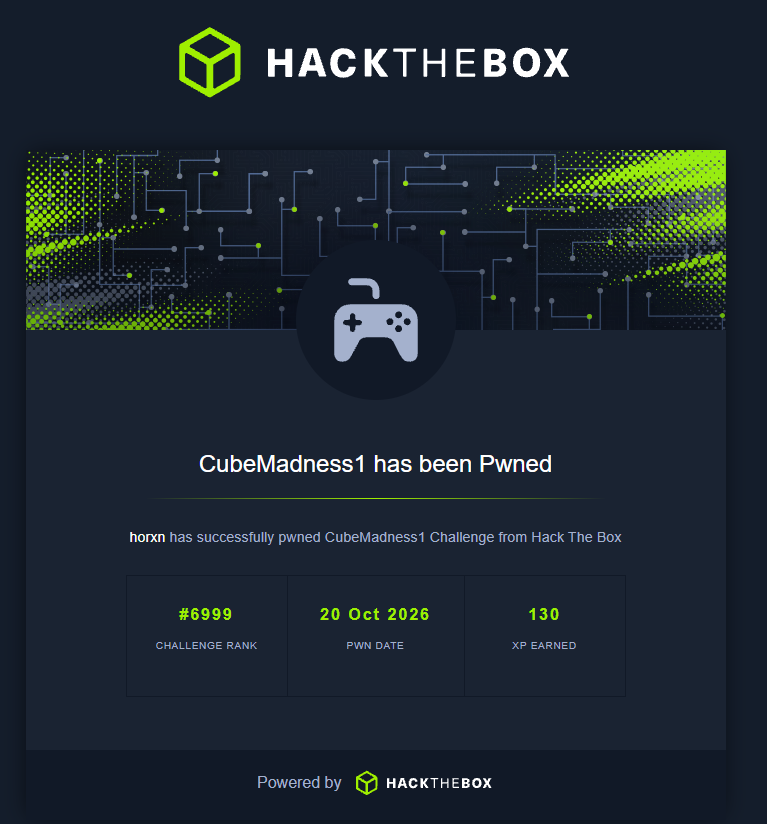 HACKTHEBOX
CubeMadness1 has been Pwned
horxn has successfully pwned CubeMadness1 Challenge from Hack The Box
#6999 20 Oct 2026 130
CHALLENGE RANK PWN DATE XP EARNED
Powered by HACKTHEBOX